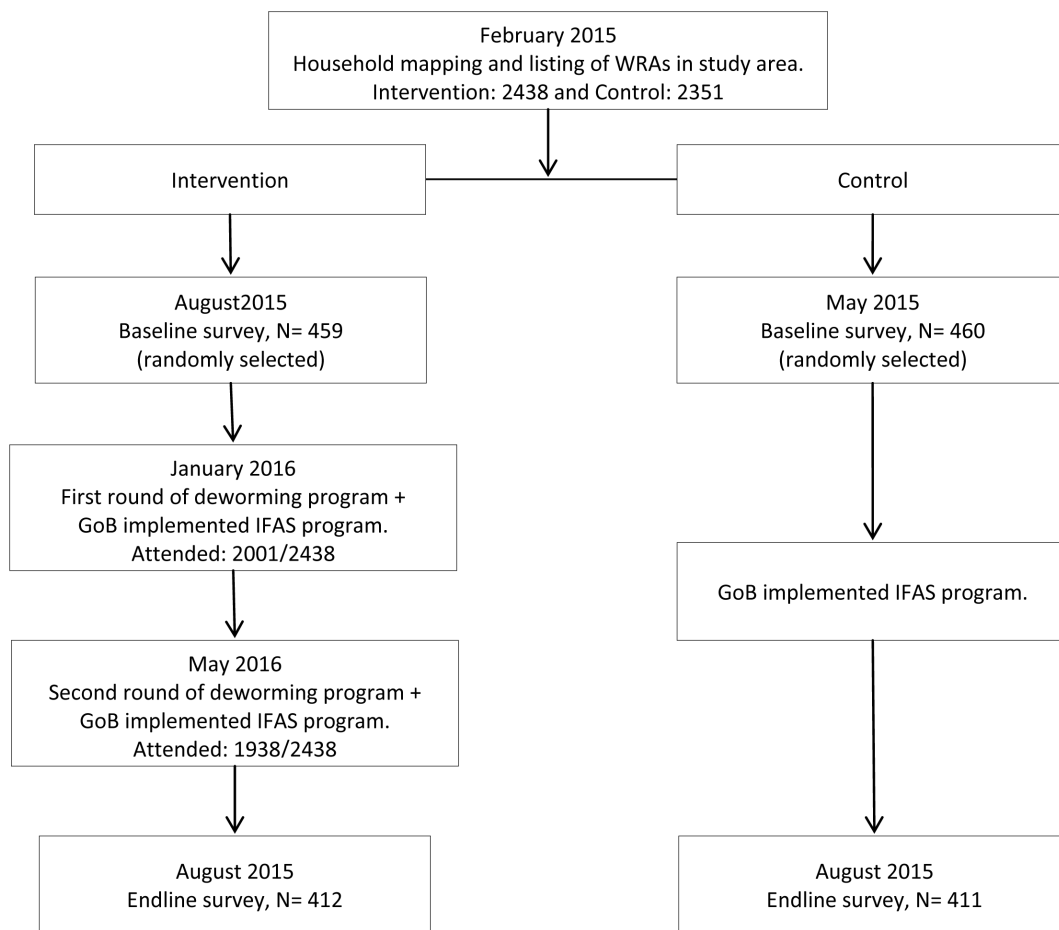 February 2015
Household mapping and listing of WRAs in study area.
Intervention: 2438 and Control: 2351
Intervention
Control
August2015
Baseline survey, N= 459
(randomly selected)
May 2015
Baseline survey, N= 460
(randomly selected)
January 2016
First round of deworming program +
GoB implemented IFAS program.
Attended: 2001/2438
GoB implemented IFAS program.
May 2016
Second round of deworming program +
GoB implemented IFAS program.
Attended: 1938/2438
August 2015
Endline survey, N= 412
August 2015
Endline survey, N= 411